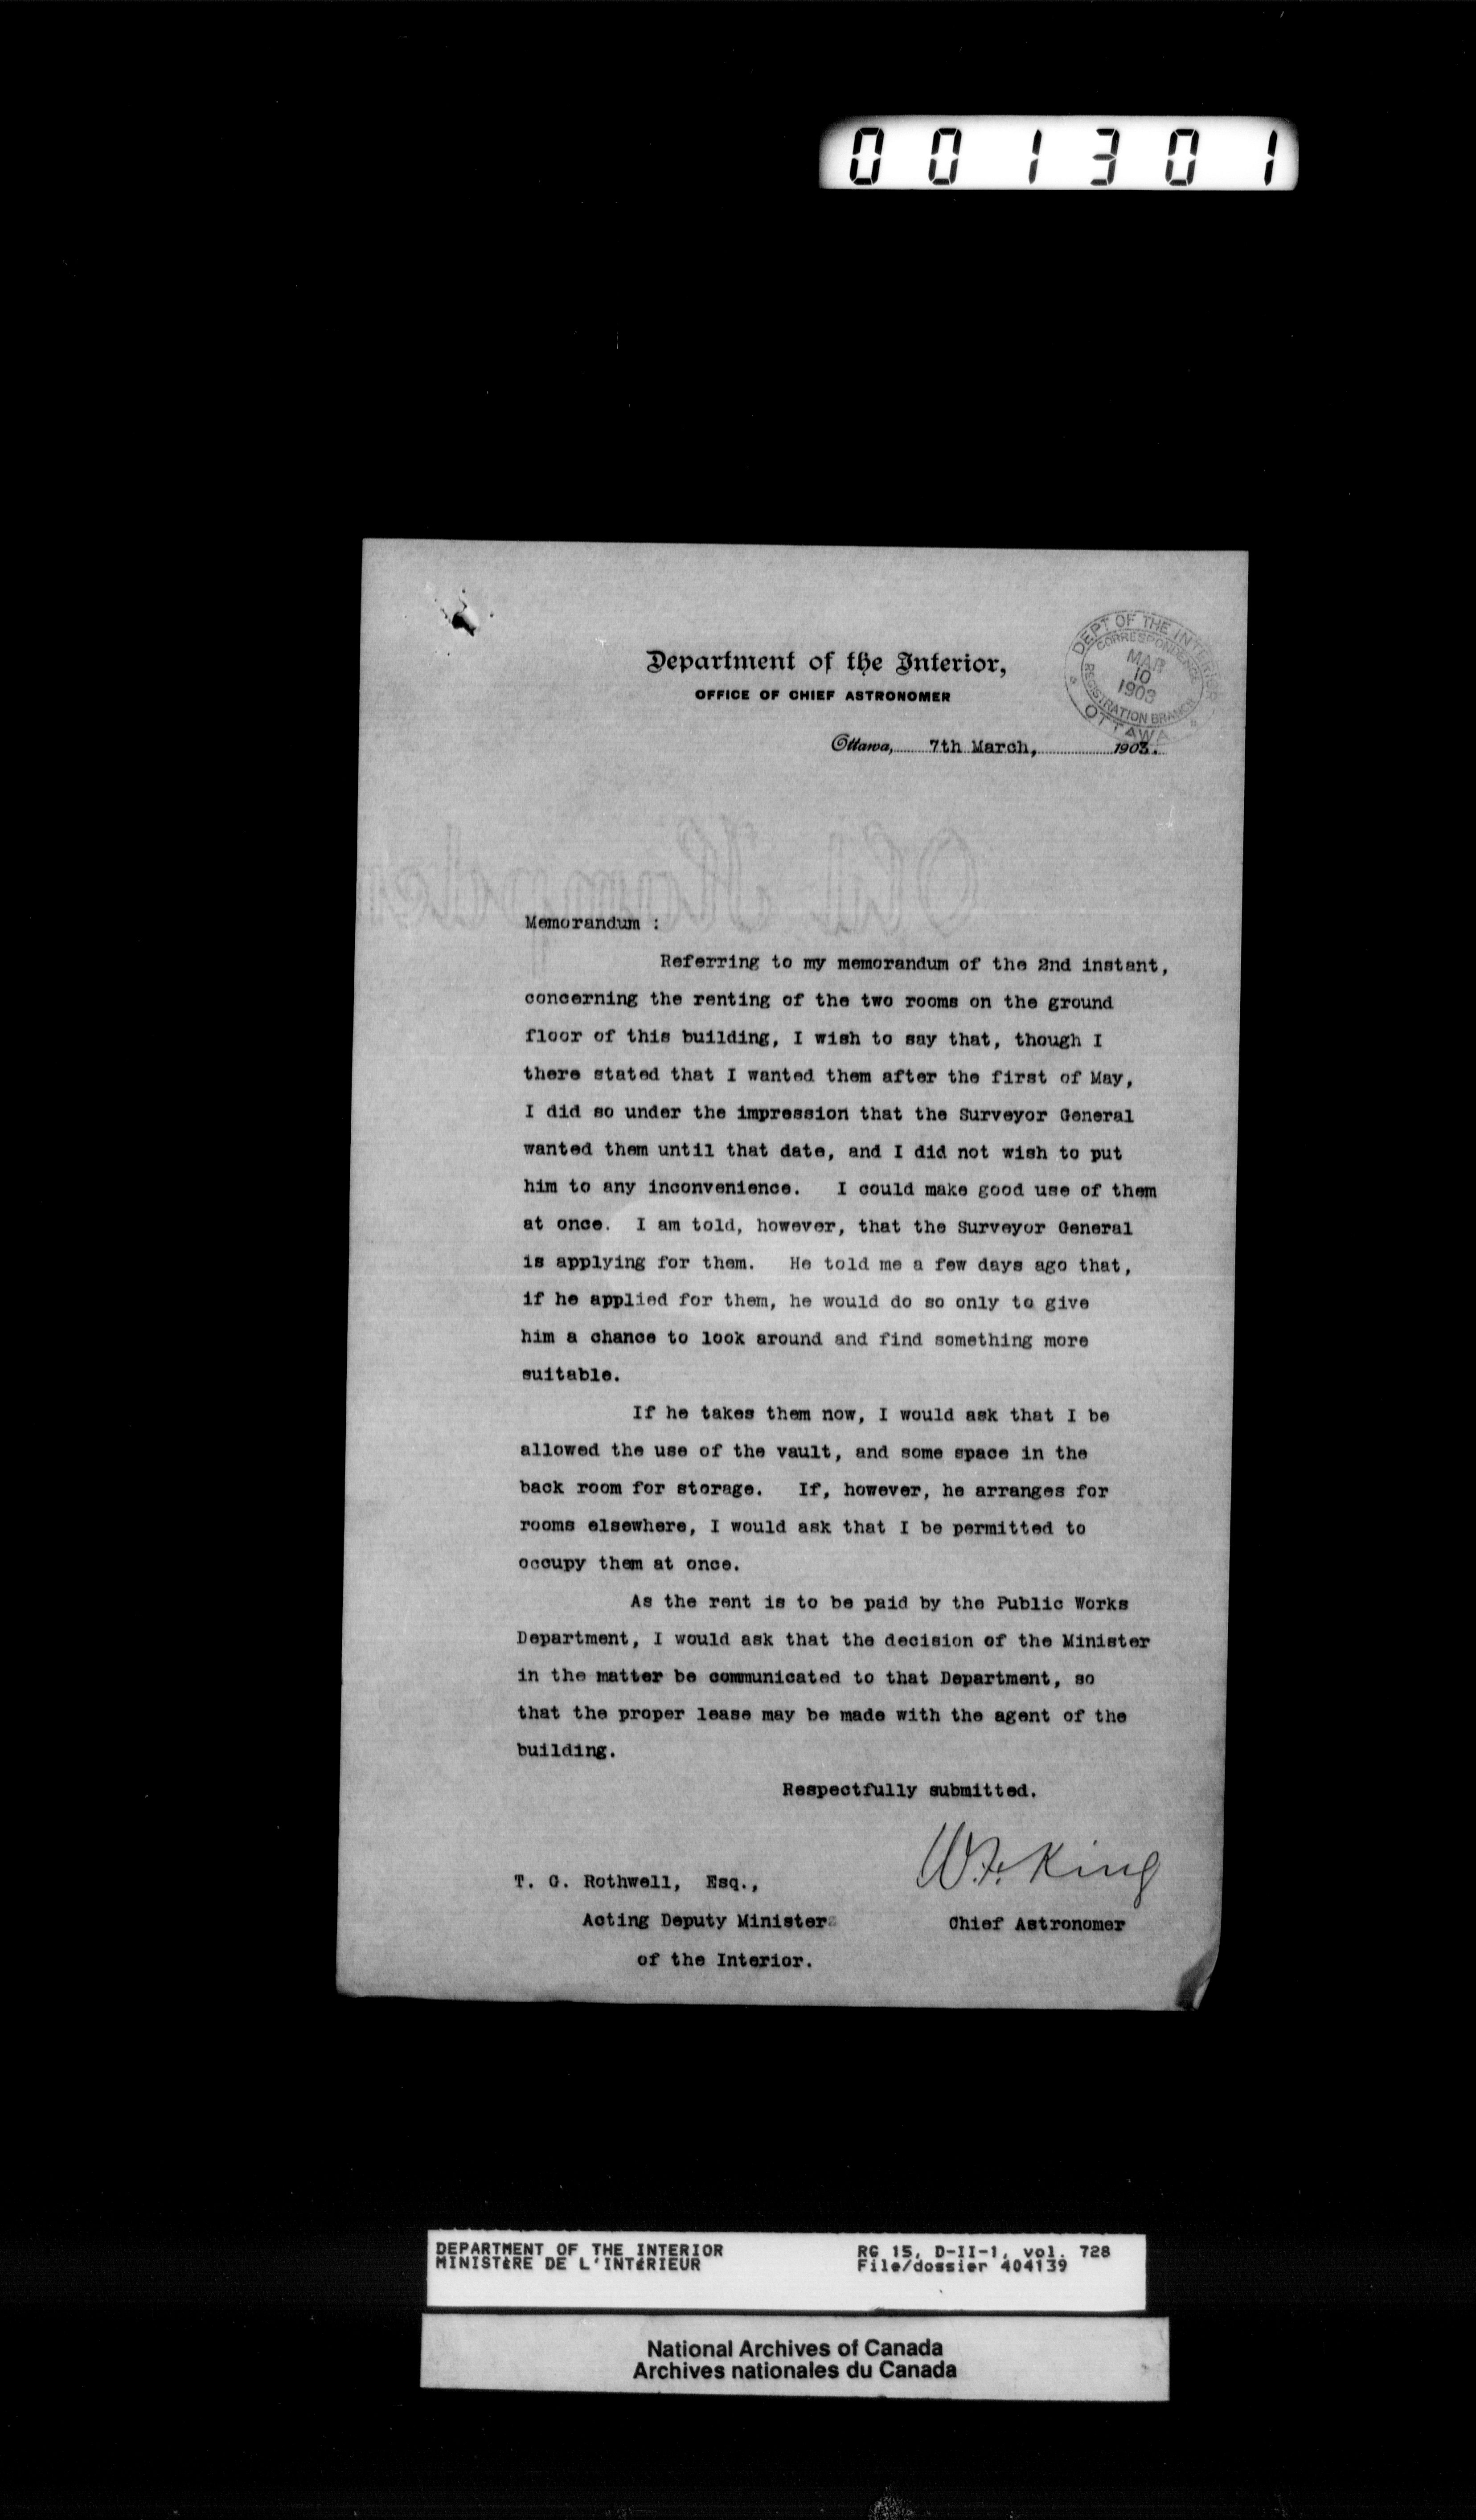 001301
Department of the Interior,
OFFICE OF CHIEF ASTRONOMER
DEPT OF THE INTERIOR
CORRESPONDENCE
MAR
10
1903
REGISTRATION BRANCH
OTTAWA
Ottawa, 7th March, 1903.
Memorandum :
Referring to my memorandum of the 2nd instant,
concerning the renting of the two rooms on the ground
floor of this building, I wish to say that, though I
there stated that I wanted them after the first of May,
I did so under the impression that the Surveyor General
wanted them until that date, and I did not wish to put
him to any inconvenience. I could make good use of them
at once. I am told, however, that the Surveyor General
is applying for them. He told me a few days ago that,
if he applied for them, he would do so only to give
him a chance to look around and find something more
suitable.
If he takes them now, I would ask that I be
allowed the use of the vault, and some space in the
back room for storage. If, however, he arranges for
rooms elsewhere, I would ask that I be permitted to
occupy them at once.
As the rent is to be paid by the Public Works
Department, I would ask that the decision of the Minister
in the matter be communicated to that Department, so
that the proper lease may be made with the agent of the
building.
Respectfully submitted.
W. F. King
T. G. Rothwell, Esq.,
Acting Deputy Minister
Chief Astronomer
of the Interior.
DEPARTMENT OF THE INTERIOR
MINISTÈRE DE L'INTÉRIEUR
RG 15, D-II-1, vol. 728
File/dossier 404139
National Archives of Canada
Archives nationales du Canada